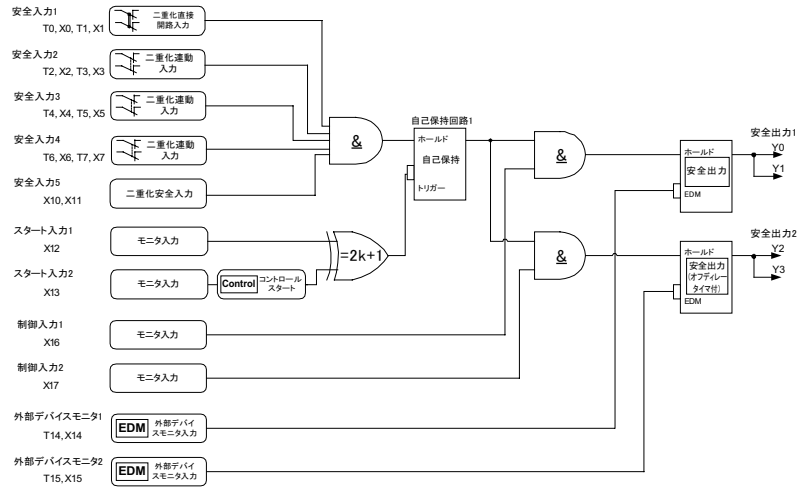 安全入力1
T0, X0, T1, X1
二重化直接
開路入力
安全入力2
T2, X2, T3, X3
二重化連動
入力
安全入力3
T4, X4, T5, X5
二重化連動
入力
安全入力4
T6, X6, T7, X7
二重化連動
入力
安全入力5
X10, X11
二重化安全入力
&
自己保持回路1
ホールド
自己保持
トリガー
スタート入力1
X12
モニタ入力
=2k+1
スタート入力2
X13
モニタ入力
Control
コントロール
スタート
制御入力1
X16
モニタ入力
制御入力2
X17
モニタ入力
外部デバイスモニタ1
T14, X14
EDM
外部デバイ
スモニタ入力
外部デバイスモニタ2
T15, X15
EDM
外部デバイ
スモニタ入力
&
&
ホールド
安全出力
EDM
安全出力1
Y0
Y1
ホールド
安全出力
(オフディレー
タイマ付)
EDM
安全出力2
Y2
Y3